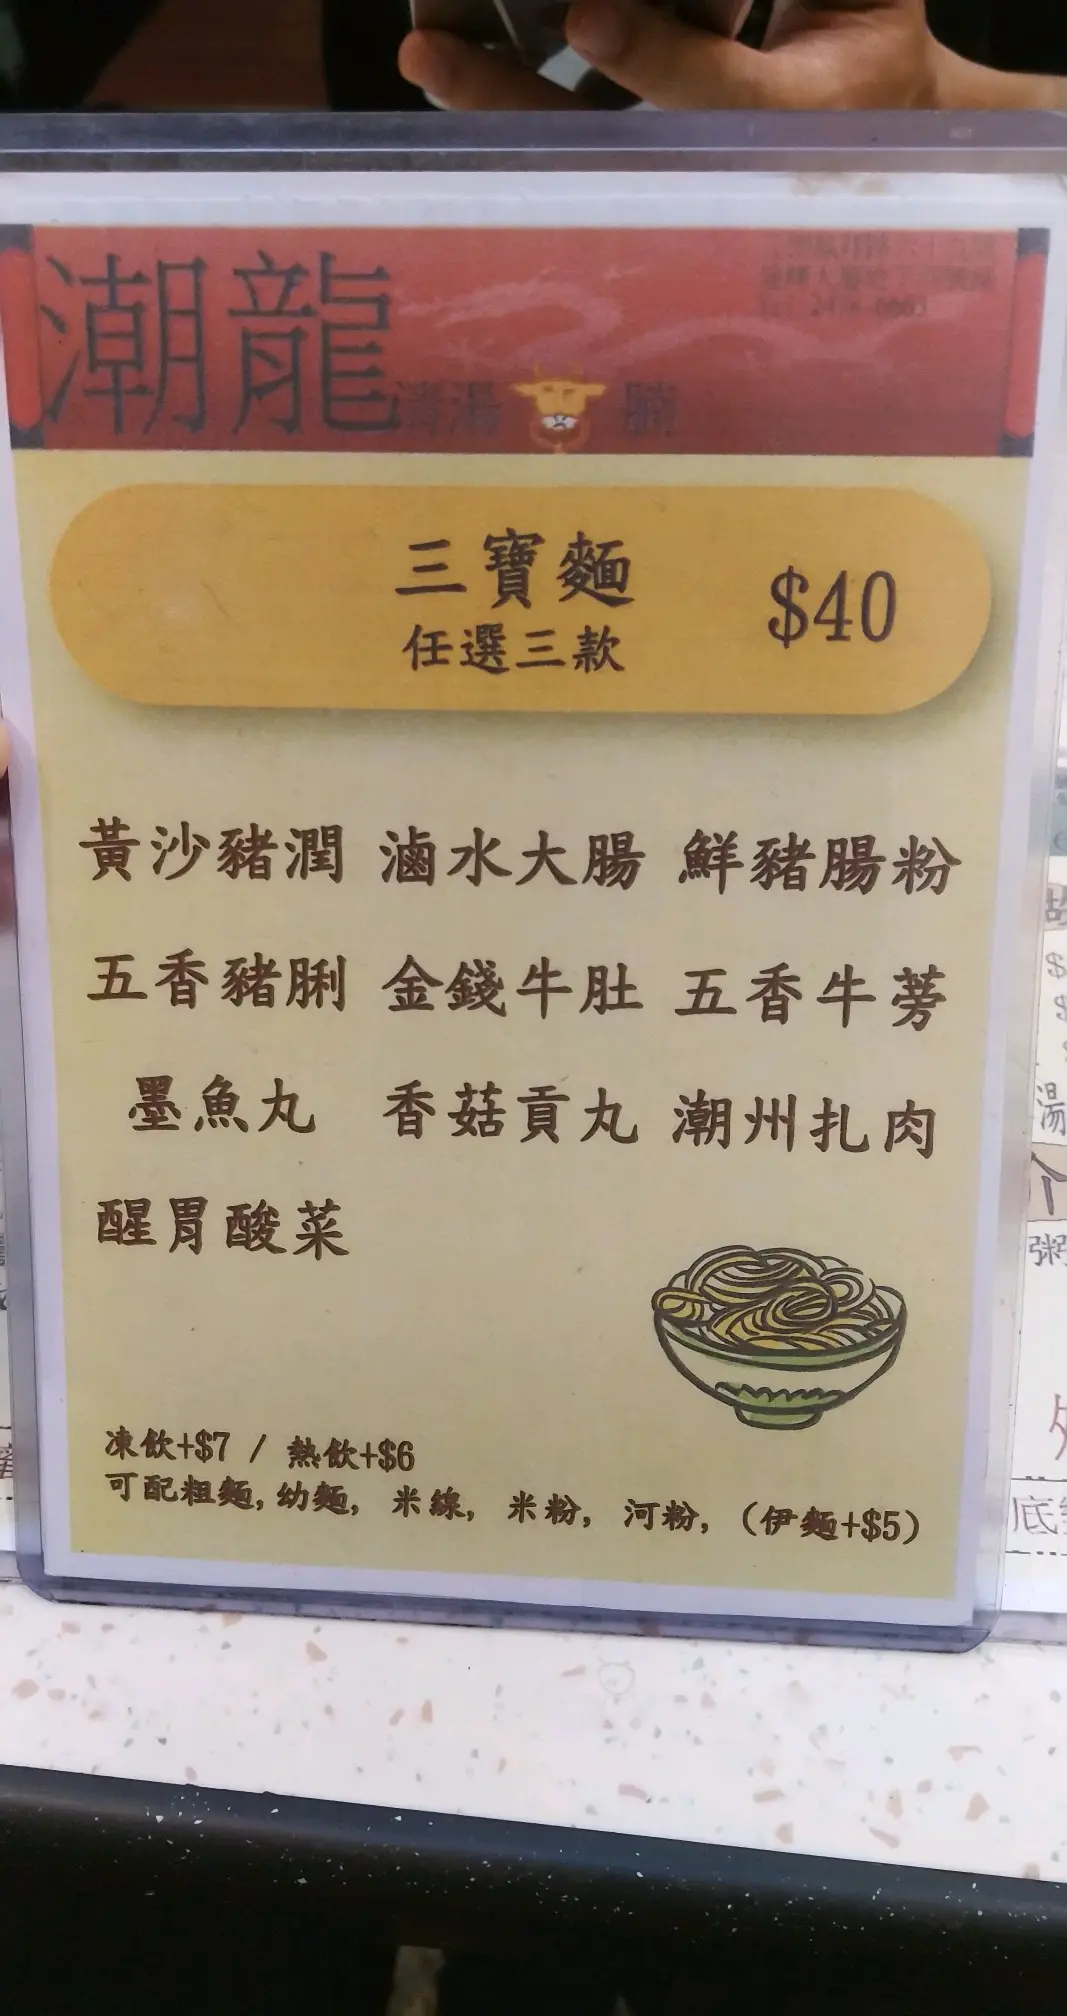 潮龍
清湯 腩
三寶麵
任選三款
$40
黃沙豬潤 滷水大腸 鮮豬腸粉
五香豬脷 金錢牛肚 五香牛蒡
墨魚丸 香菇貢丸 潮州扎肉
醒胃酸菜
凍飲+$7 / 熱飲+$6
可配粗麵, 幼麵, 米線, 米粉, 河粉, (伊麵+$5)
湯
粥
底